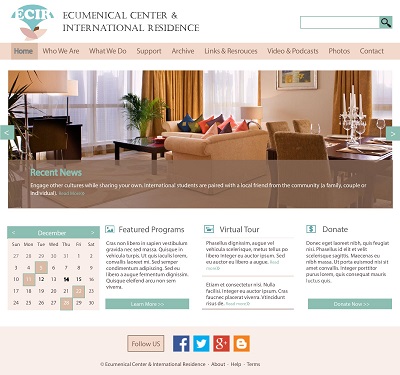 ECIR
ECUMENICAL CENTER &
INTERNATIONAL RESIDENCE
Home Who We Are What We Do Support Archive Links & Resrouces Video & Podcasts Photos Contact
< >
Recent News
Engage other cultures while sharing your own. International students are paired with a local friend from the community (a family, couple or
individual). Read More
< December >
Sun Mon Tue Wed Thu Fri Sat
27 28 29 30 31 1 2
3 4 5 6 7 8 9
10 11 12 13 14 15 16
17 18 19 20 21 22 23
24 25 26 27 28 29 30
Featured Programs
Cras non libero in sapien vestibulum
gravida nec sed massa. Quisque in
vehicula turpis. Ut quis iaculis lorem,
convallis iaculis mi. Sed semper
condimentum adipiscing. Sed eu
risus a augue fermentum dignissim.
Quisque eleifend arcu non sem
viverra.
Learn More >>
Virtual Tour
Phasellus dignissim, augue vel
vehicula scelerisque, metus tellus po
libero Integer eu auctor ipsum. Sed
eu auctor eu libero a augue. Read
more
Etiam et consectetur nisl. Nulla
facilisi. Integer eu auctor ipsum. Cras
faucnec placerat viverra. Dignissim
risus. Read more
Donate
Donec eget laoreet nibh, quis feugiat
nisi. Phasellus id elit et velit
scelerisque sagittis. Maecenas eu
nibh massa. Ut porta euismod nisi sit
amet convallis. Integer porttitor
purus lorem, quis consequat mauris
luctus quis.
Donate Now >>
Follow US
© Ecumenical Center & International Residence - About - Help - Terms